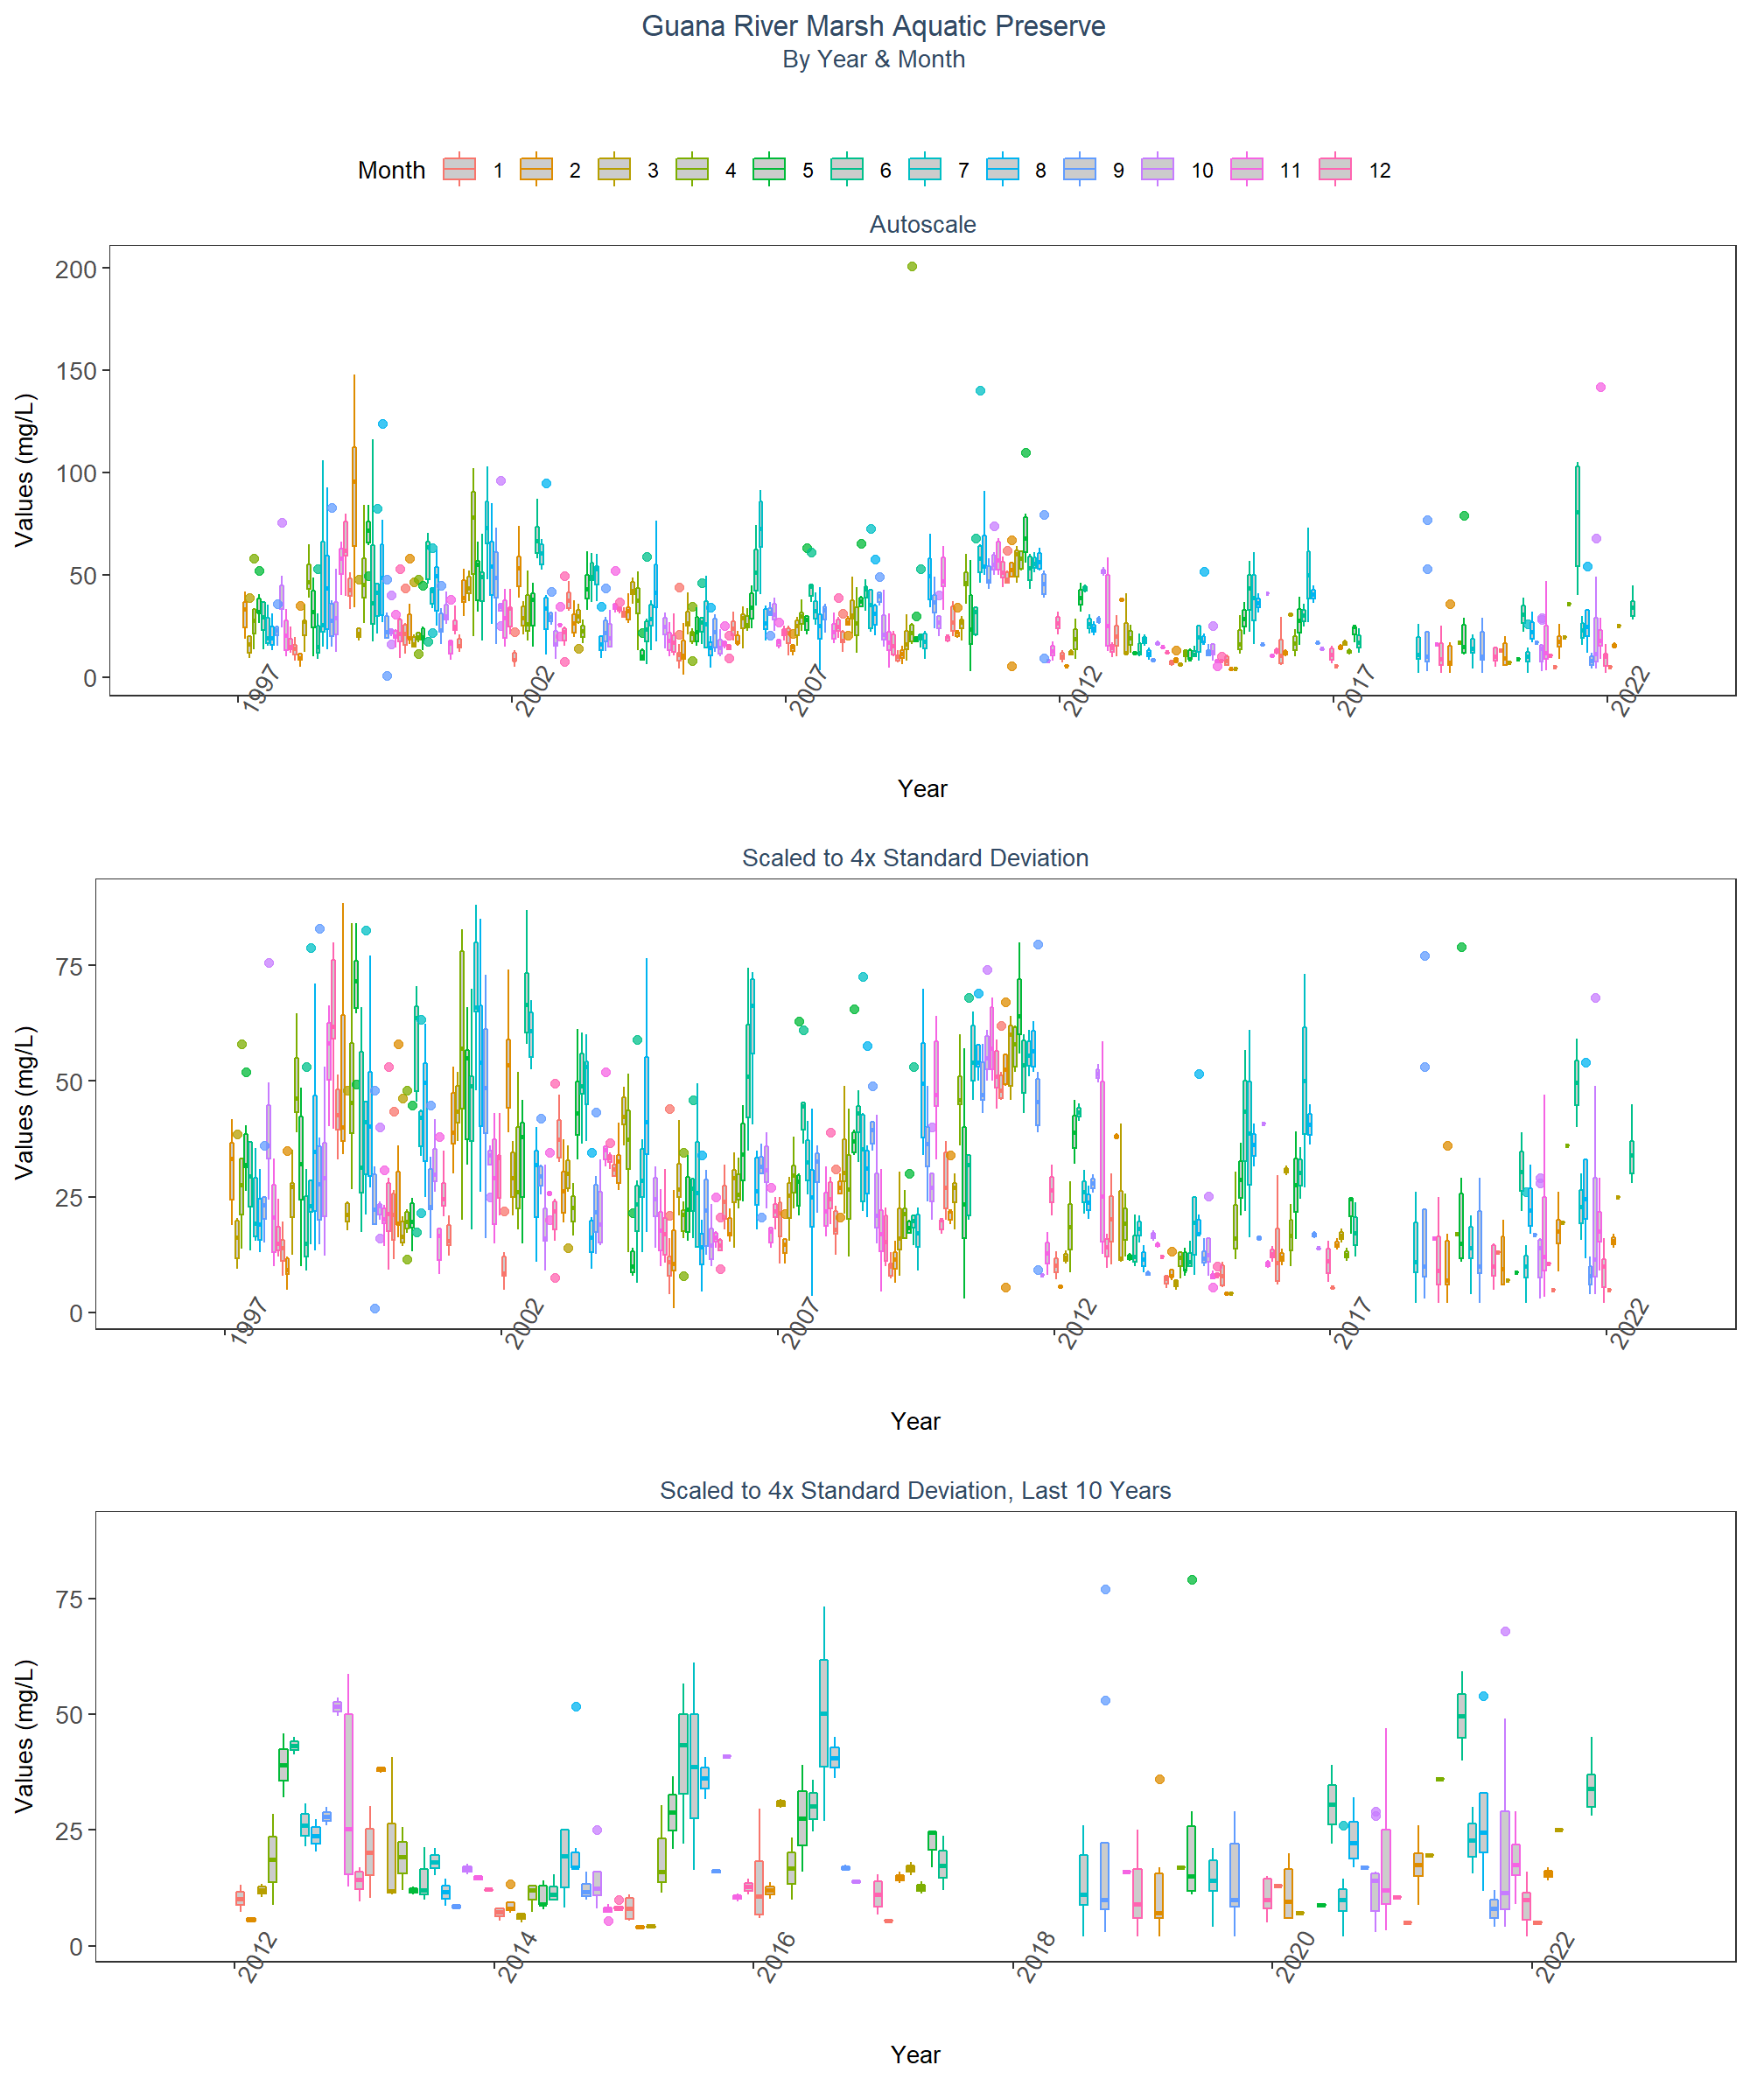 Guana River Marsh Aquatic Preserve
By Year & Month
Month 1 2 3 4 5 6 7 8 9 10 11 12
Autoscale
Values (mg/L)
200
150
100
50
0
1997 2002 2007 2012 2017 2022
Year
Scaled to 4x Standard Deviation
Values (mg/L)
75
50
25
0
1997 2002 2007 2012 2017 2022
Year
Scaled to 4x Standard Deviation, Last 10 Years
Values (mg/L)
75
50
25
0
2012 2014 2016 2018 2020 2022
Year